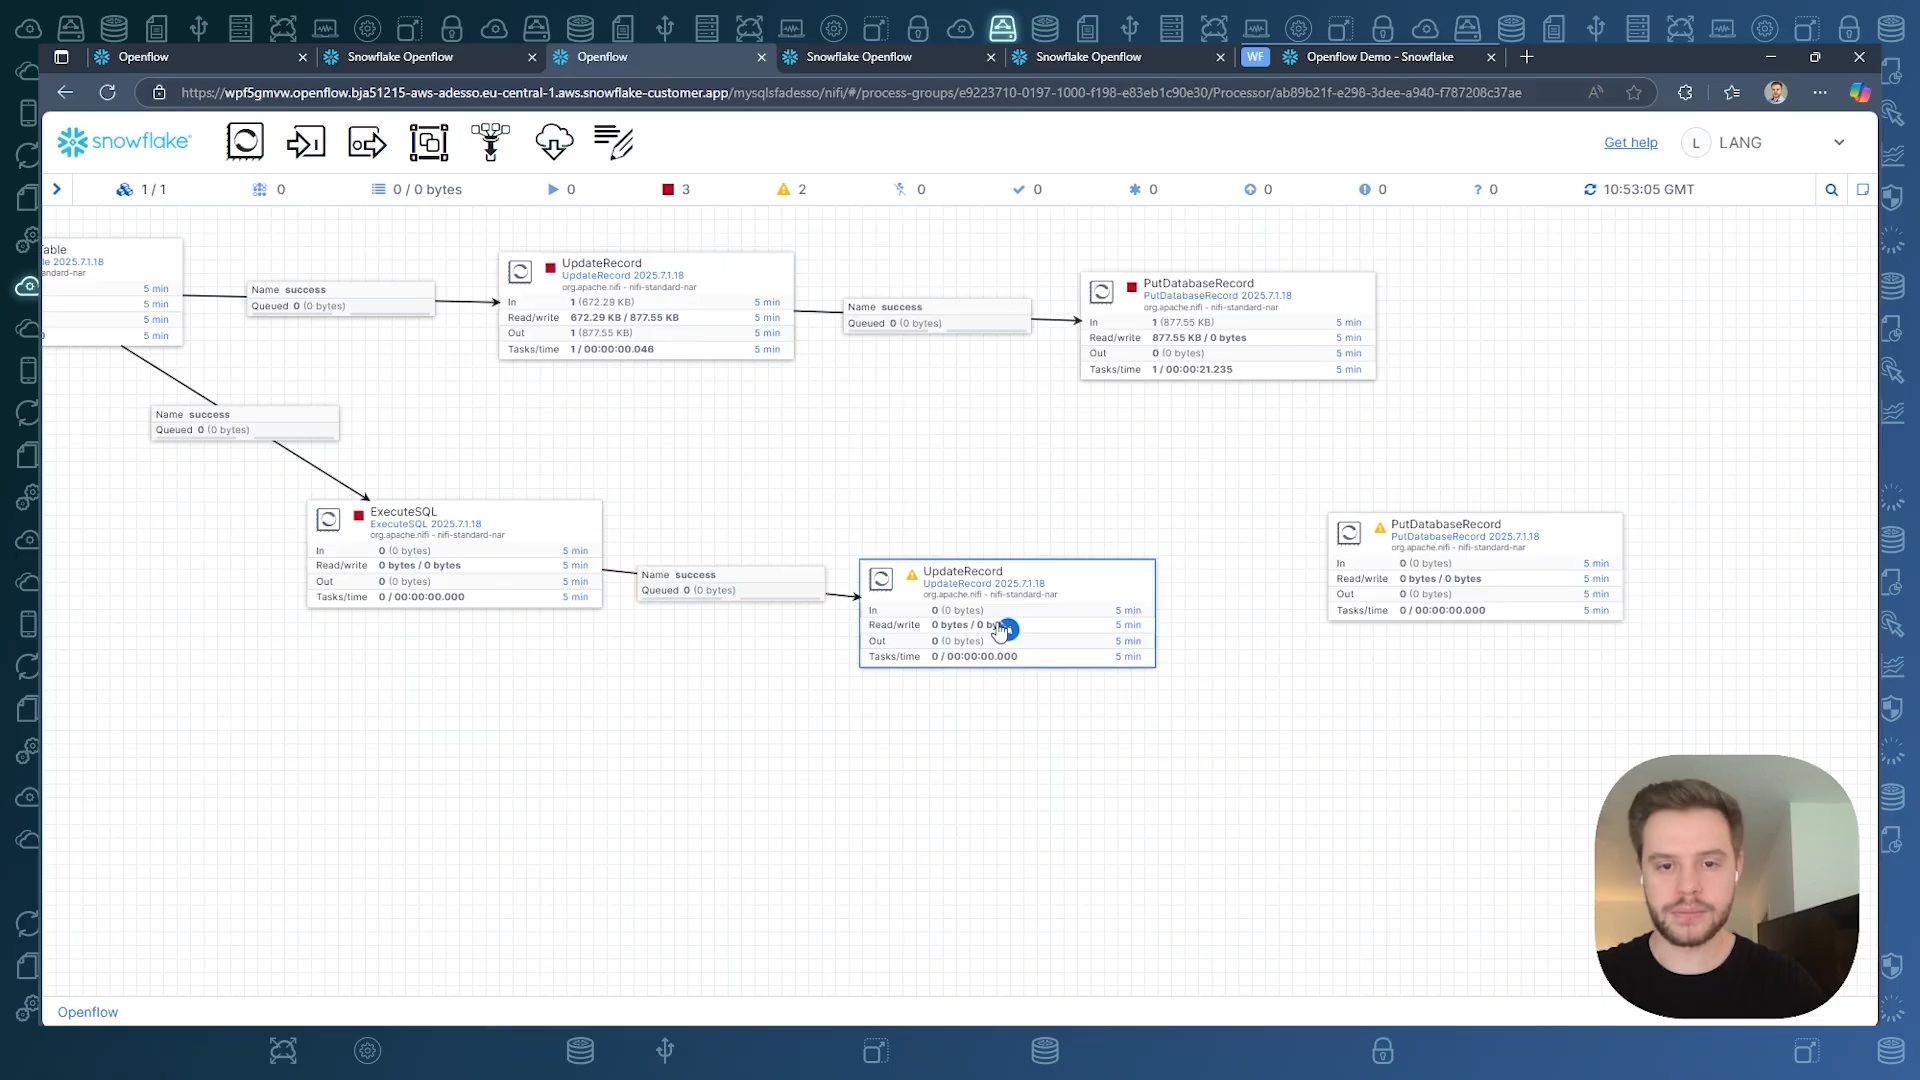 Openflow
Snowflake Openflow
Openflow
Snowflake Openflow
Snowflake Openflow
WF
Openflow Demo - Snowflake
https://wpf5gmvw.openflow.bja51215-aws-adesso.eu-central-1.aws.snowflake-customer.app/mysqlsfadesso/nifi/#/process-groups/e9223710-0197-1000-f198-e83eb1c90e30/Processor/ab89b21f-e298-3dee-a940-f787208c37ae
snowflake
Get help
L
LANG
1 / 1
0
0 / 0 bytes
0
3
2
0
0
0
0
0
? 0
10:53:05 GMT
able
le 2025.7.1.18
andard-nar
5 min
5 min
5 min
5 min
Name success
Queued 0 (0 bytes)
UpdateRecord
UpdateRecord 2025.7.1.18
org.apache.nifi - nifi-standard-nar
In 1 (672.29 KB) 5 min
Read/write 672.29 KB / 877.55 KB 5 min
Out 1 (877.55 KB) 5 min
Tasks/time 1 / 00:00:00.046 5 min
Name success
Queued 0 (0 bytes)
PutDatabaseRecord
PutDatabaseRecord 2025.7.1.18
org.apache.nifi - nifi-standard-nar
In 1 (877.55 KB) 5 min
Read/write 877.55 KB / 0 bytes 5 min
Out 0 (0 bytes) 5 min
Tasks/time 1 / 00:00:21.235 5 min
Name success
Queued 0 (0 bytes)
ExecuteSQL
ExecuteSQL 2025.7.1.18
org.apache.nifi - nifi-standard-nar
In 0 (0 bytes) 5 min
Read/write 0 bytes / 0 bytes 5 min
Out 0 (0 bytes) 5 min
Tasks/time 0 / 00:00:00.000 5 min
Name success
Queued 0 (0 bytes)
UpdateRecord
UpdateRecord 2025.7.1.18
org.apache.nifi - nifi-standard-nar
In 0 (0 bytes) 5 min
Read/write 0 bytes / 0 5 min
Out 0 (0 bytes) 5 min
Tasks/time 0 / 00:00:00.000 5 min
PutDatabaseRecord
PutDatabaseRecord 2025.7.1.18
org.apache.nifi - nifi-standard-nar
In 0 (0 bytes) 5 min
Read/write 0 bytes / 0 bytes 5 min
Out 0 (0 bytes) 5 min
Tasks/time 0 / 00:00:00.000 5 min
Openflow